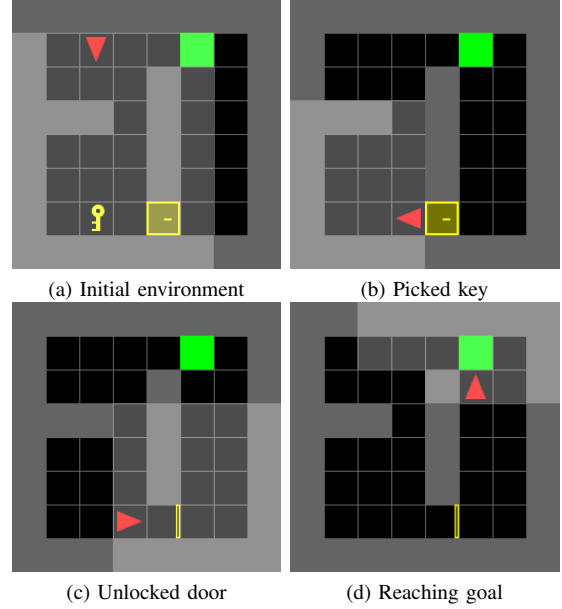 (a) Initial environment
(b) Picked key
(c) Unlocked door
(d) Reaching goal